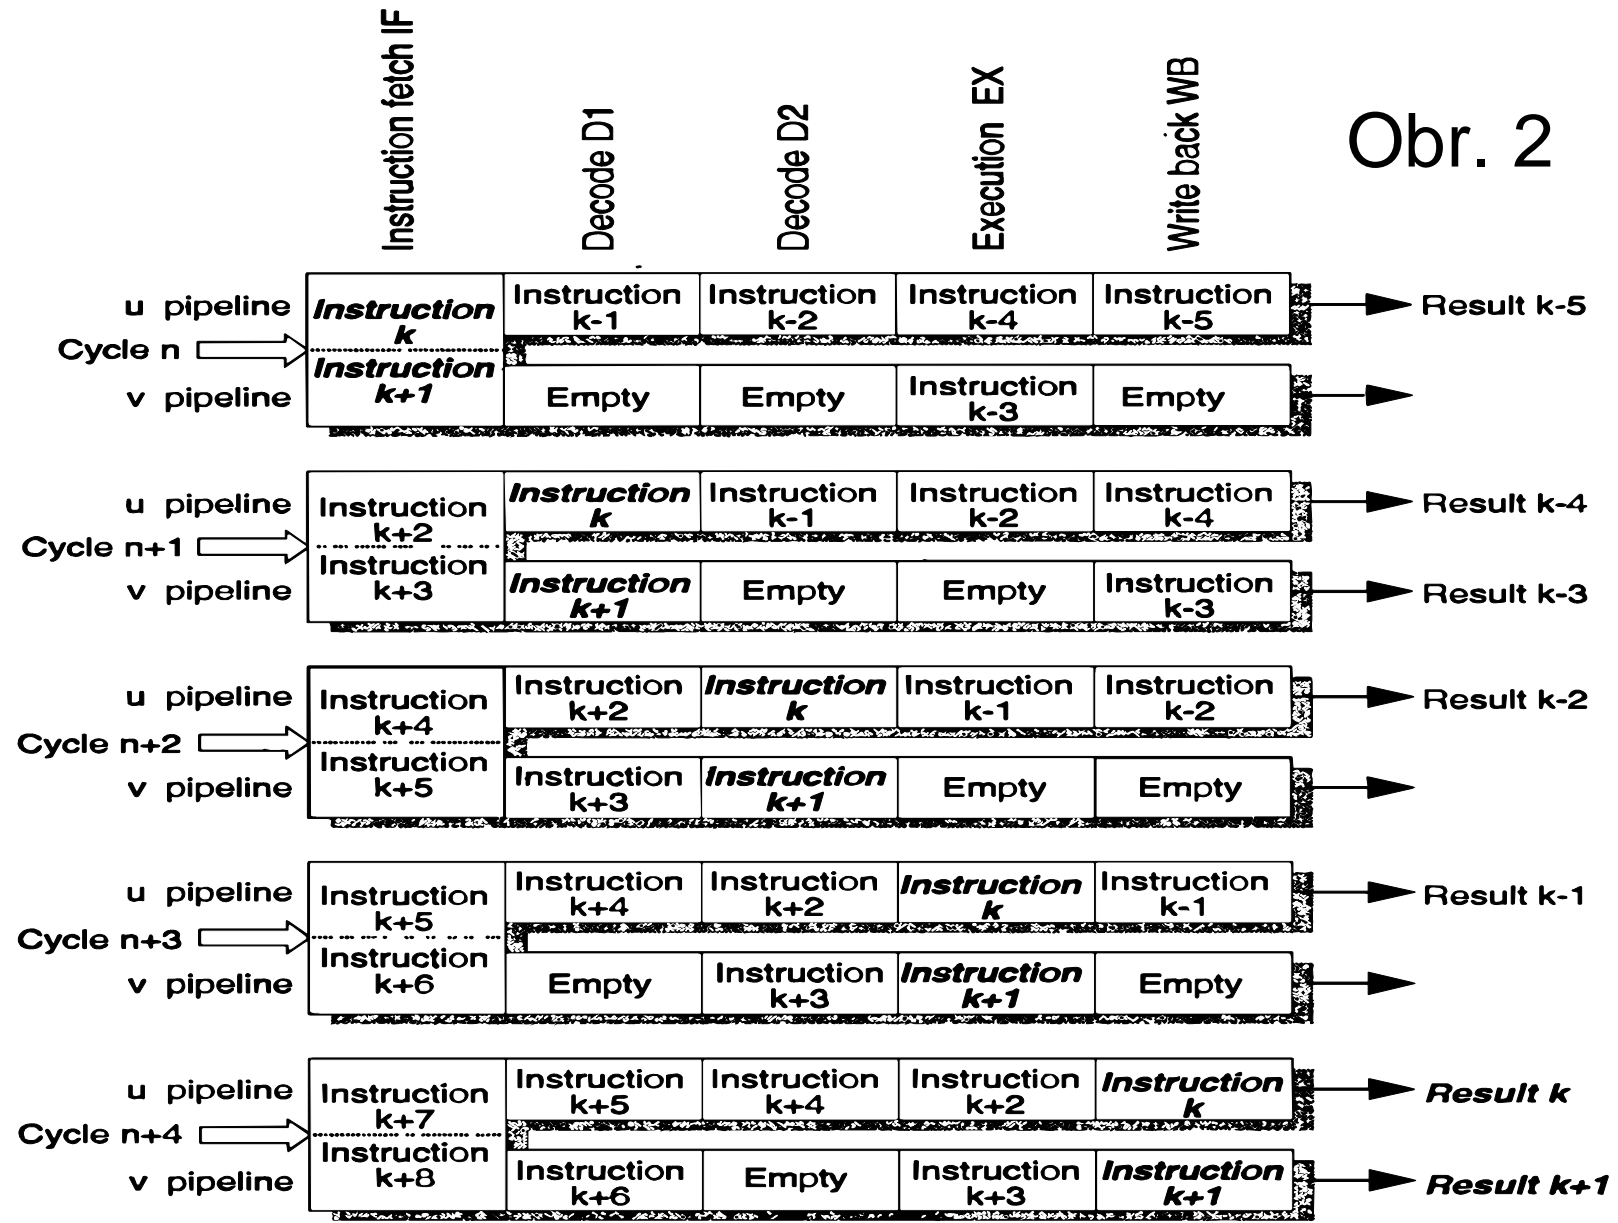 Instruction fetch IF
Decode D1
Decode D2
Execution EX
Write back WB
Obr. 2
u pipeline
Cycle n
v pipeline
Instruction
k
Instruction
k+1
Instruction
k-1
Instruction
k-2
Instruction
k-4
Instruction
k-5
Result k-5
Empty
Empty
Instruction
k-3
Empty
u pipeline
Cycle n+1
v pipeline
Instruction
k+2
Instruction
k+3
Instruction
k
Instruction
k-1
Instruction
k-2
Instruction
k-4
Result k-4
Instruction
k+1
Empty
Empty
Instruction
k-3
Result k-3
u pipeline
Cycle n+2
v pipeline
Instruction
k+4
Instruction
k+5
Instruction
k+2
Instruction
k
Instruction
k-1
Instruction
k-2
Result k-2
Instruction
k+3
Instruction
k+1
Empty
Empty
u pipeline
Cycle n+3
v pipeline
Instruction
k+5
Instruction
k+6
Instruction
k+4
Instruction
k+2
Instruction
k
Instruction
k-1
Result k-1
Empty
Instruction
k+3
Instruction
k+1
Empty
u pipeline
Cycle n+4
v pipeline
Instruction
k+7
Instruction
k+8
Instruction
k+5
Instruction
k+4
Instruction
k+2
Instruction
k
Result k
Instruction
k+6
Empty
Instruction
k+3
Instruction
k+1
Result k+1